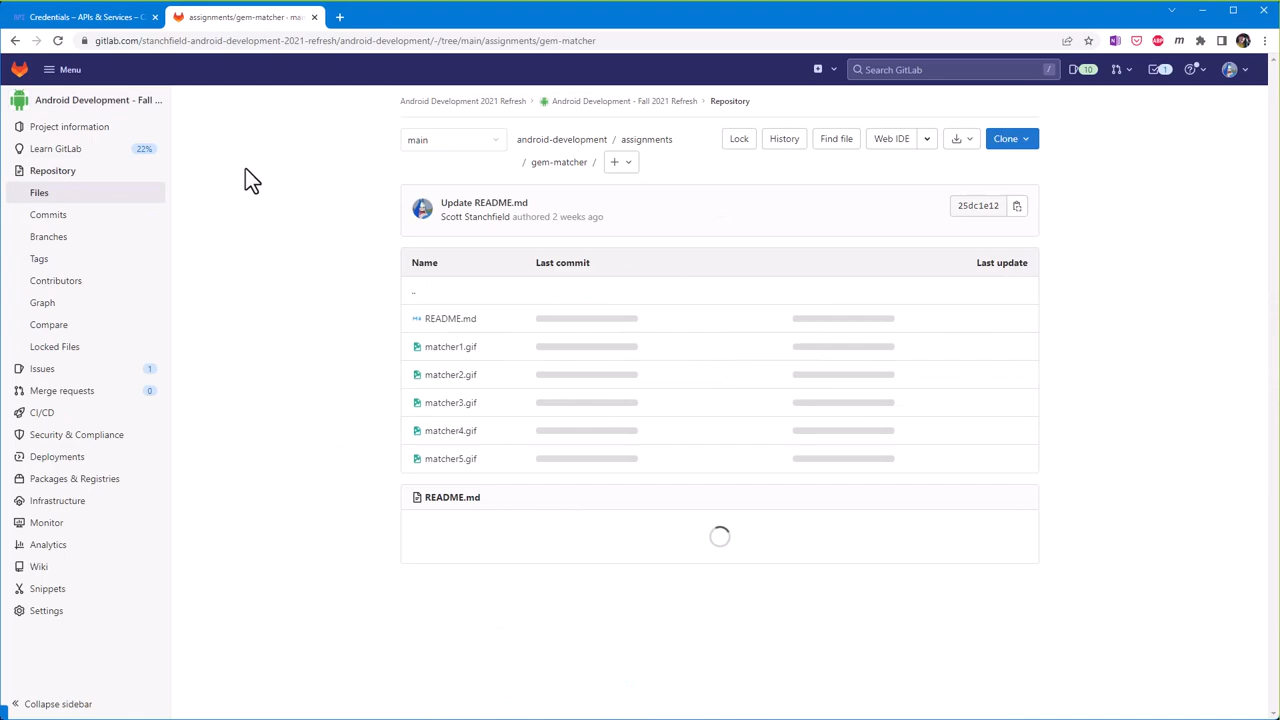 Credentials – APIs & Services – C
assignments/gem-matcher · mai
gitlab.com/stanchfield-android-development-2021-refresh/android-development/-/tree/main/assignments/gem-matcher
Menu
Search GitLab
/
10
1
Android Development - Fall ...
Project information
Learn GitLab
22%
Repository
Files
Commits
Branches
Tags
Contributors
Graph
Compare
Locked Files
Issues
1
Merge requests
0
CI/CD
Security & Compliance
Deployments
Packages & Registries
Infrastructure
Monitor
Analytics
Wiki
Snippets
Settings
Collapse sidebar
Android Development 2021 Refresh
Android Development - Fall 2021 Refresh
Repository
main
android-development / assignments
/ gem-matcher /
Lock
History
Find file
Web IDE
Clone
Update README.md
Scott Stanchfield authored 2 weeks ago
25dc1e12
Name
Last commit
Last update
..
README.md
matcher1.gif
matcher2.gif
matcher3.gif
matcher4.gif
matcher5.gif
README.md